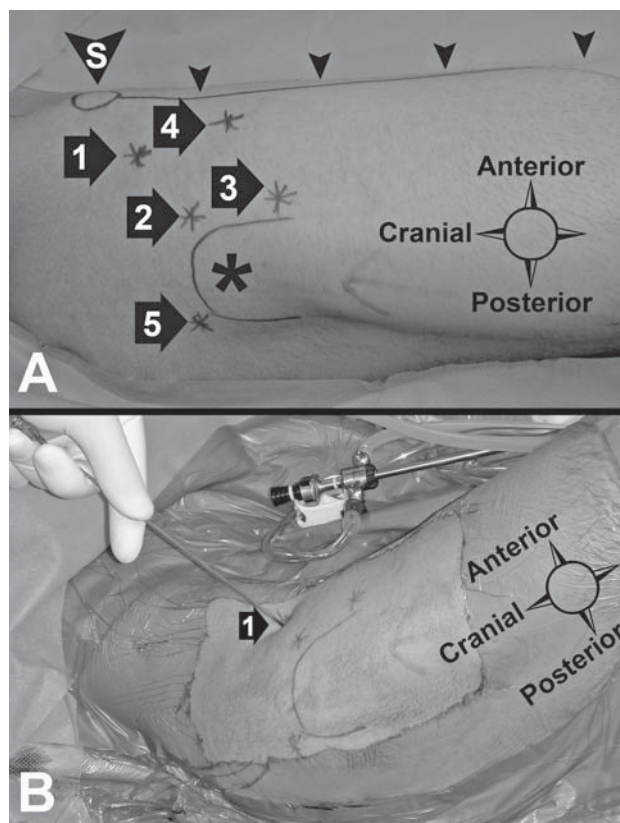 S
4
1
Anterior
3
2
Cranial
*
Posterior
5
A
Anterior
1
Cranial
Posterior
B